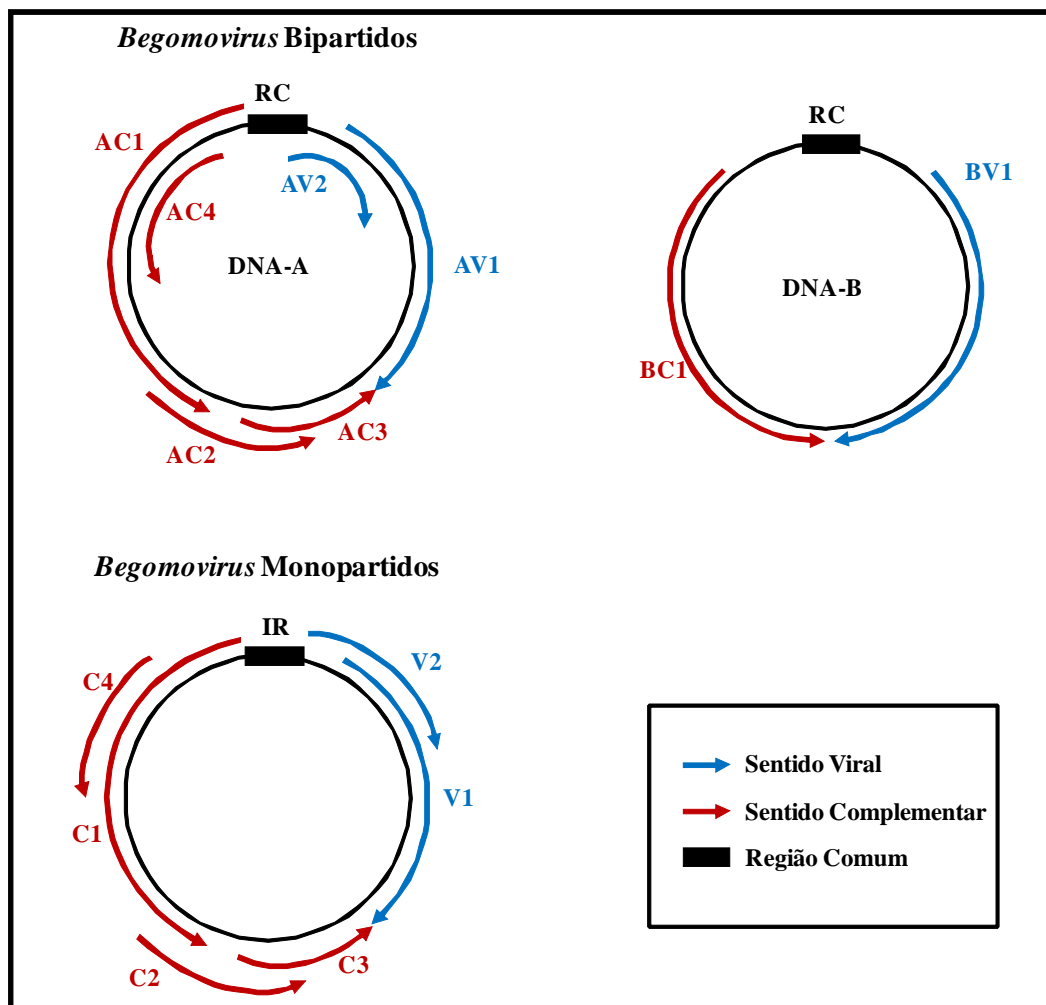 Begomovirus Bipartidos
RC
AC1
AV2
AC4
DNA-A
AV1
AC3
AC2
RC
BV1
DNA-B
BC1
Begomovirus Monopartidos
IR
V2
C4
V1
C1
C3
C2
Sentido Viral
Sentido Complementar
Região Comum